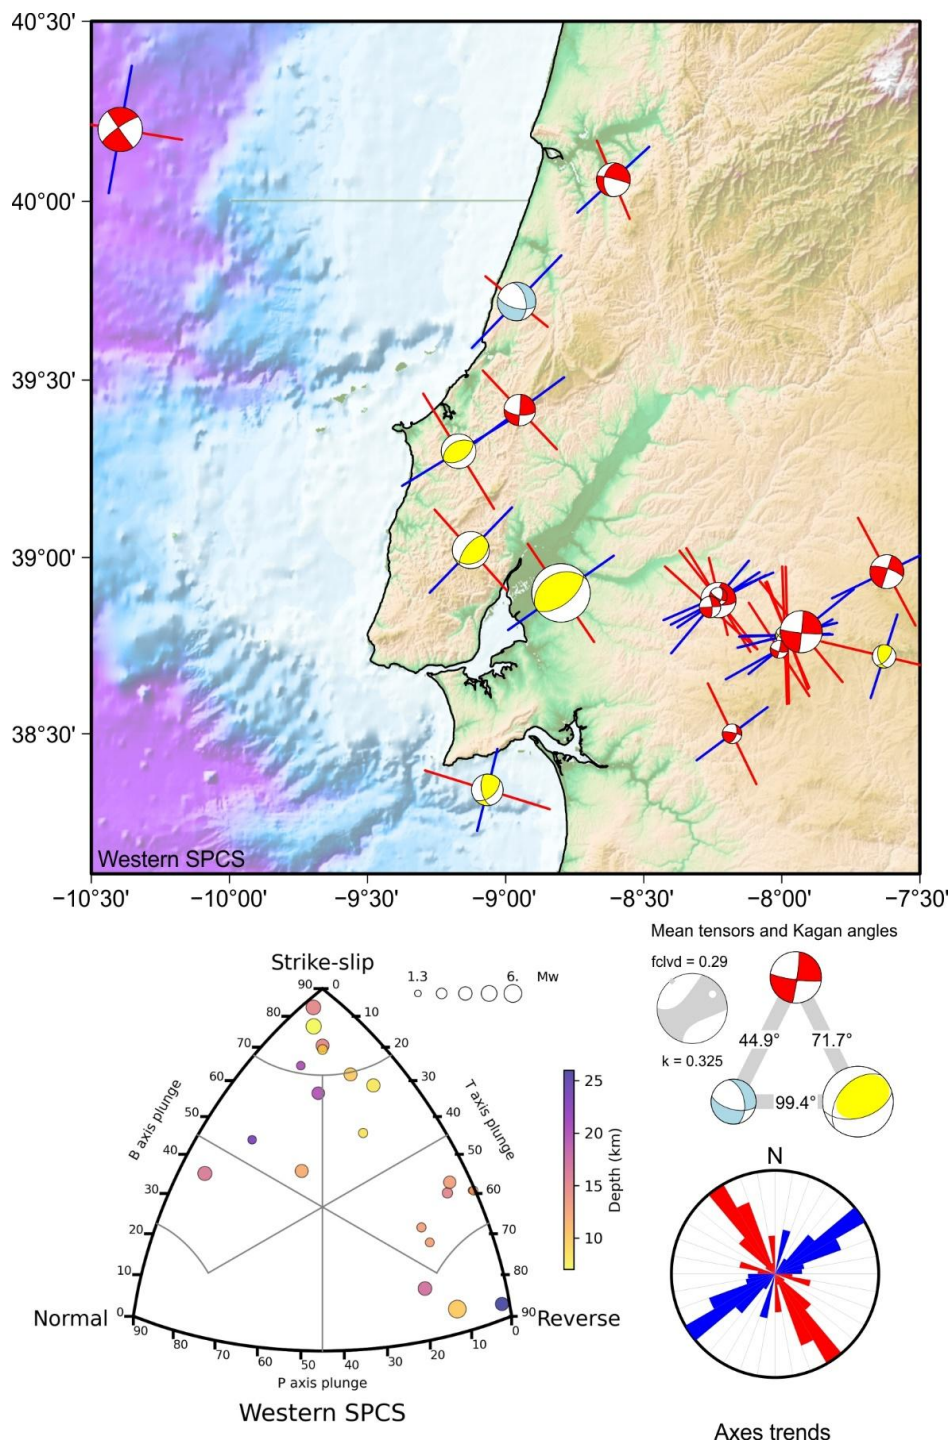 40°30'
40°00'
39°30'
39°00'
38°30'
Western SPCS
−10°30' −10°00' −9°30' −9°00' −8°30' −8°00' −7°30'
Mean tensors and Kagan angles
fclvd = 0.29
k = 0.325
44.9° 71.7°
99.4°
Strike-slip
1.3 6. Mw
90 0
80 10
70 20
60 30
50 40
40 50
30 60
20 70
10 80
0 90
B axis plunge
T axis plunge
Normal
Reverse
90 80 70 60 50 40 30 20 10 0
P axis plunge
Western SPCS
25
20
15
10
Depth (km)
N
Axes trends